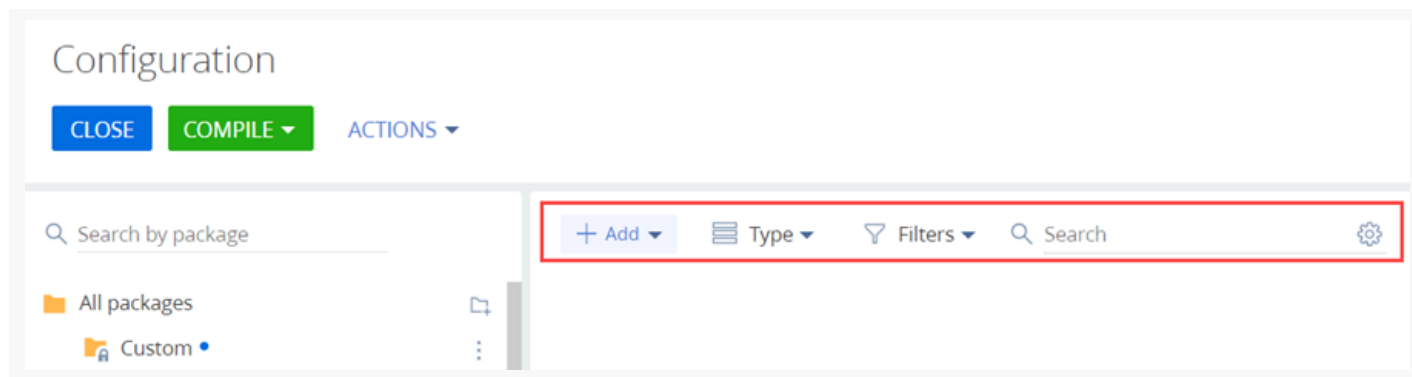 Configuration
CLOSE COMPILE ACTIONS
Search by package
+ Add Type Filters Search
All packages
Custom